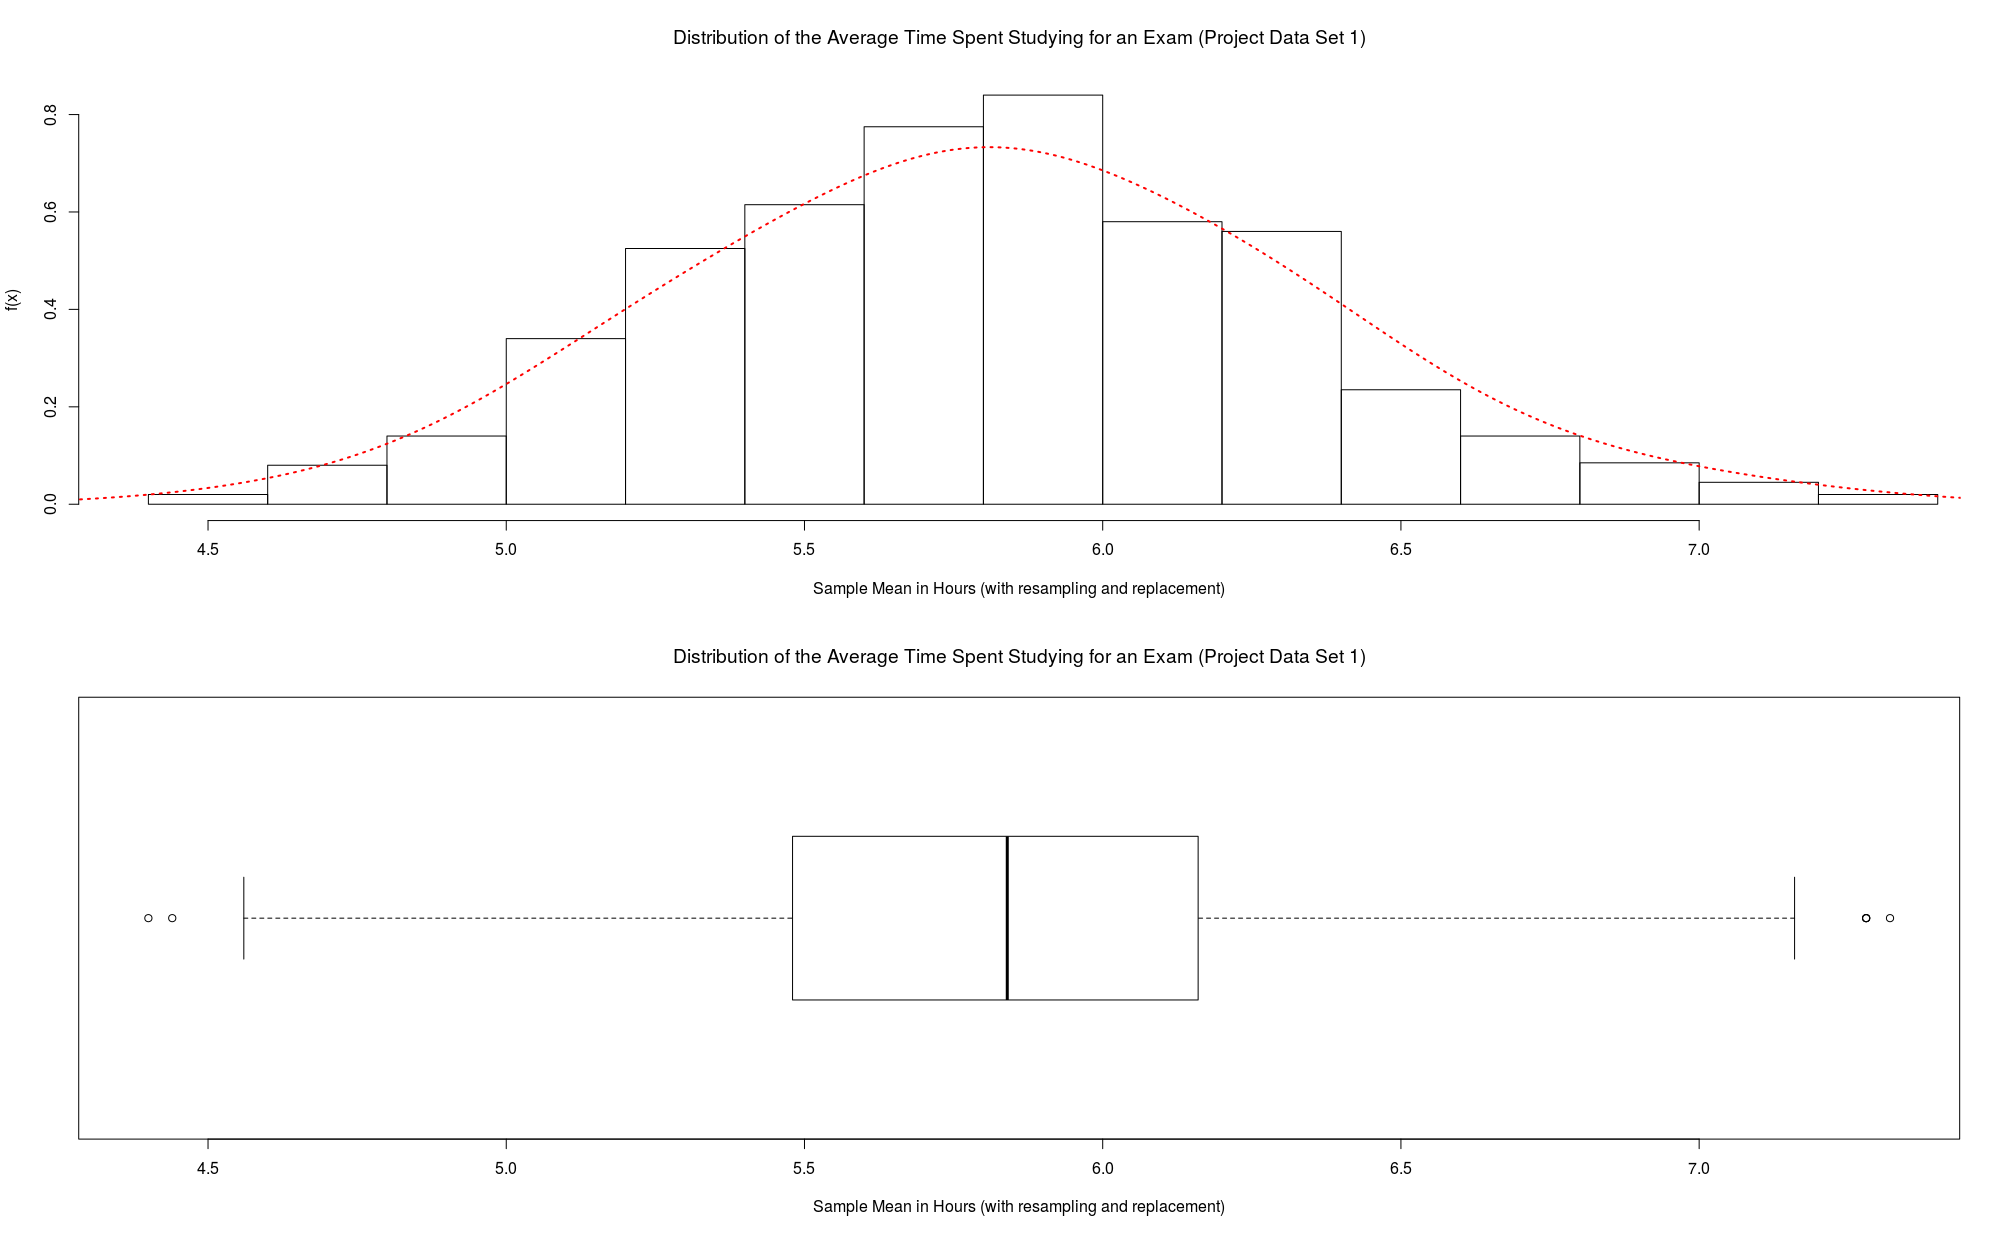 Distribution of the Average Time Spent Studying for an Exam (Project Data Set 1)
0.8
0.6
0.4
0.2
0.0
f(x)
4.5 5.0 5.5 6.0 6.5 7.0
Sample Mean in Hours (with resampling and replacement)
Distribution of the Average Time Spent Studying for an Exam (Project Data Set 1)
4.5 5.0 5.5 6.0 6.5 7.0
Sample Mean in Hours (with resampling and replacement)